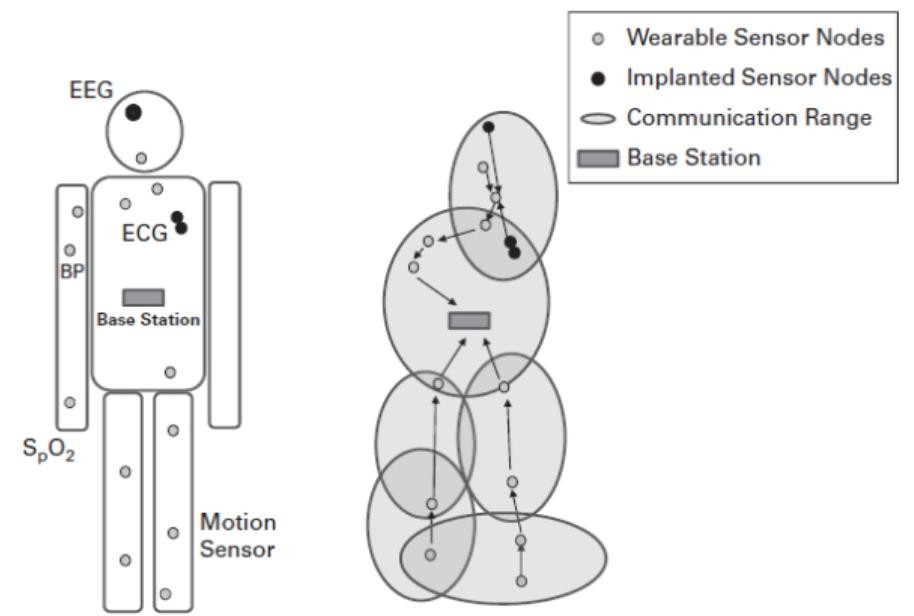 Wearable Sensor Nodes
Implanted Sensor Nodes
Communication Range
Base Station
EEG
ECG
BP
Base Station
SpO2
Motion
Sensor